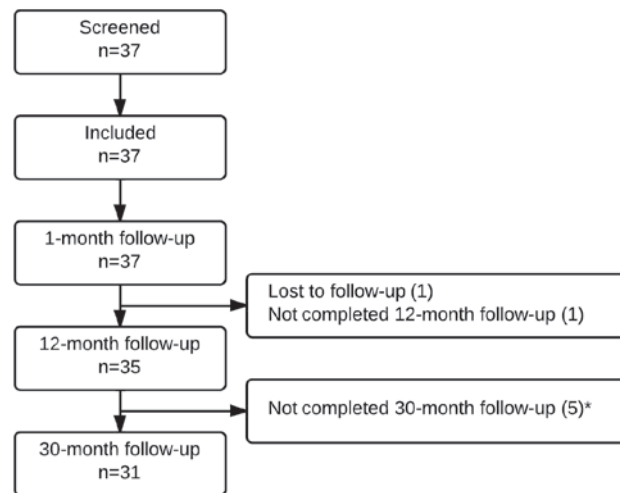 Screened
n=37
Included
n=37
1-month follow-up
n=37
Lost to follow-up (1)
Not completed 12-month follow-up (1)
12-month follow-up
n=35
Not completed 30-month follow-up (5)*
30-month follow-up
n=31